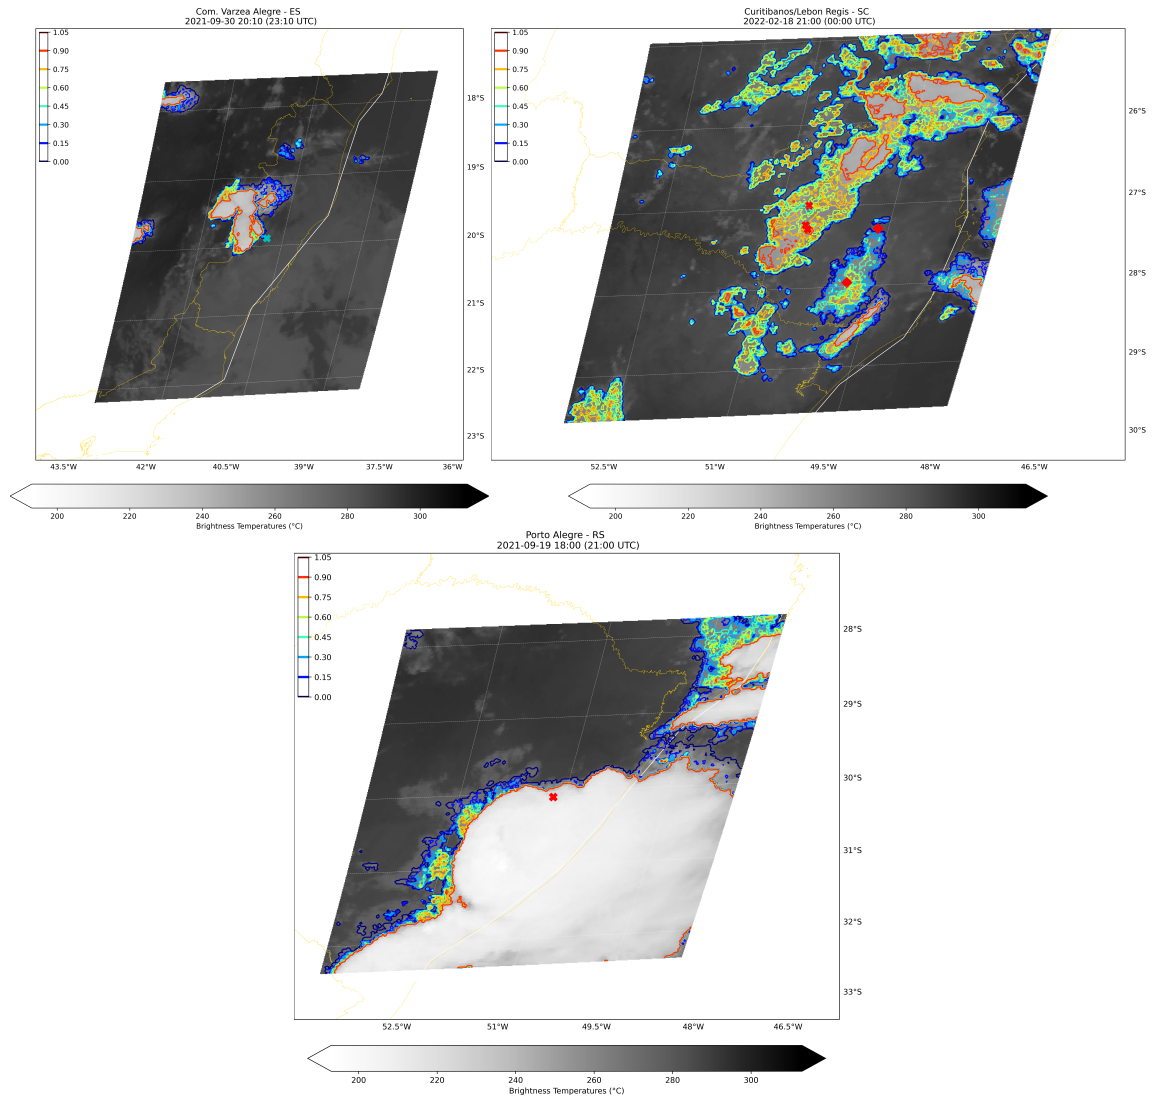 Com. Varzea Alegre - ES
2021-09-30 20:10 (23:10 UTC)
1.05
0.90
0.75
0.60
0.45
0.30
0.15
0.00
18°S
19°S
20°S
21°S
22°S
23°S
43.5°W 42°W 40.5°W 39°W 37.5°W 36°W
200 220 240 260 280 300
Brightness Temperatures (°C)
Curitibanos/Lebon Regis - SC
2022-02-18 21:00 (00:00 UTC)
1.05
0.90
0.75
0.60
0.45
0.30
0.15
0.00
26°S
27°S
28°S
29°S
30°S
52.5°W 51°W 49.5°W 48°W 46.5°W
200 220 240 260 280 300
Brightness Temperatures (°C)
Porto Alegre - RS
2021-09-19 18:00 (21:00 UTC)
1.05
0.90
0.75
0.60
0.45
0.30
0.15
0.00
28°S
29°S
30°S
31°S
32°S
33°S
52.5°W 51°W 49.5°W 48°W 46.5°W
200 220 240 260 280 300
Brightness Temperatures (°C)